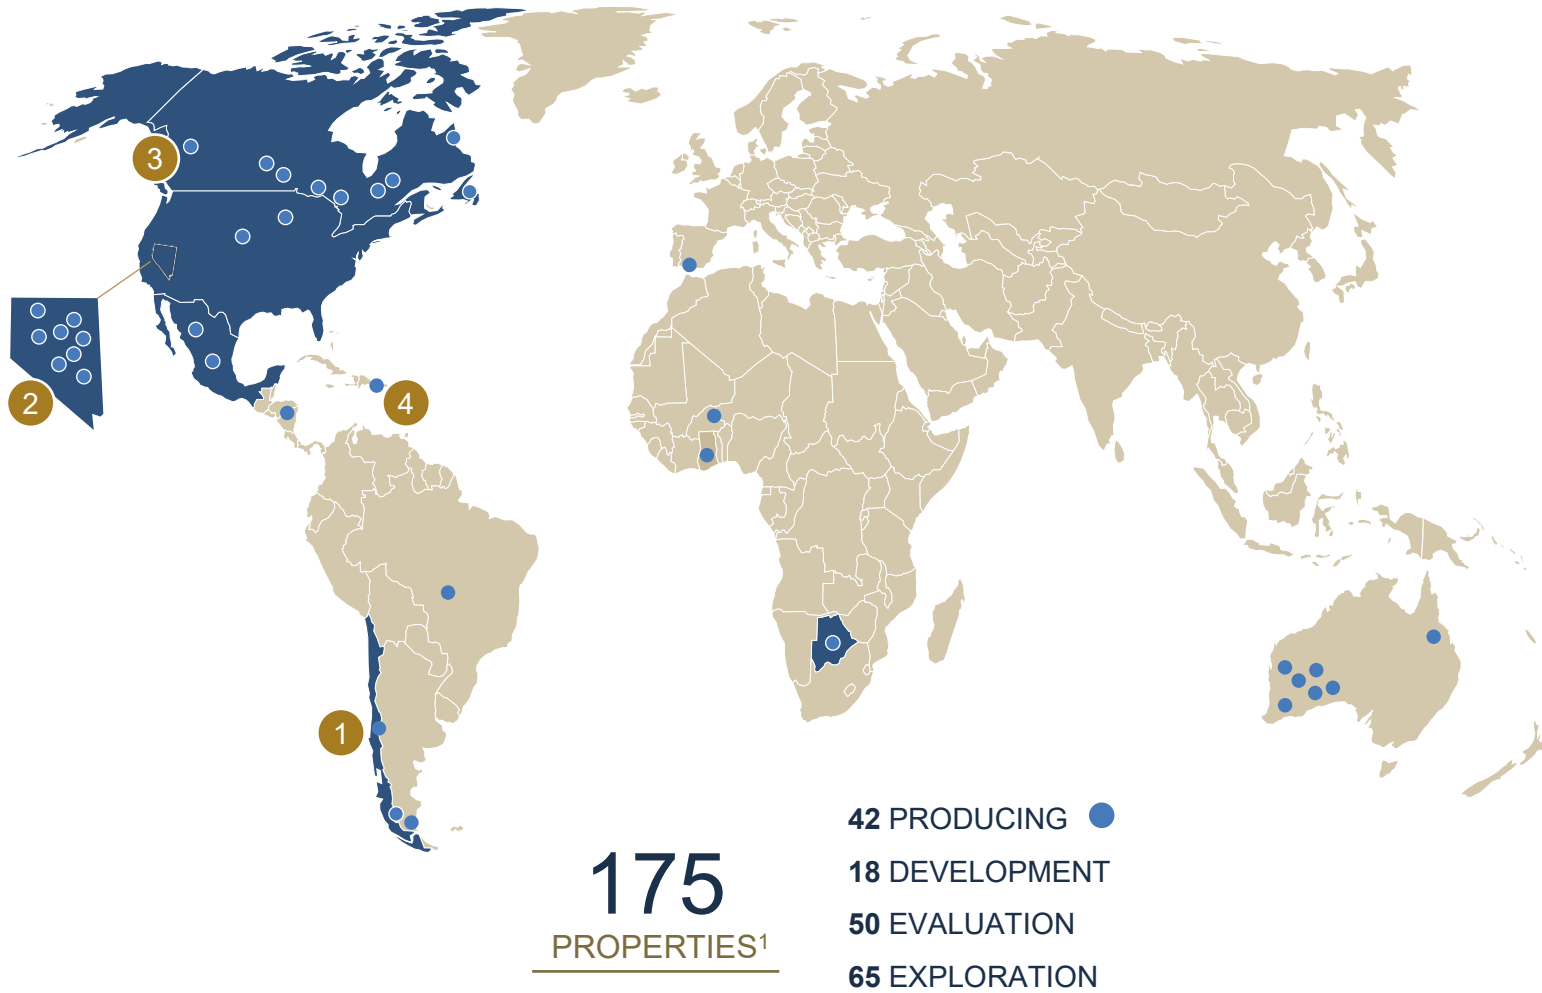 3
2
4
1
175
PROPERTIES¹
42 PRODUCING
18 DEVELOPMENT
50 EVALUATION
65 EXPLORATION